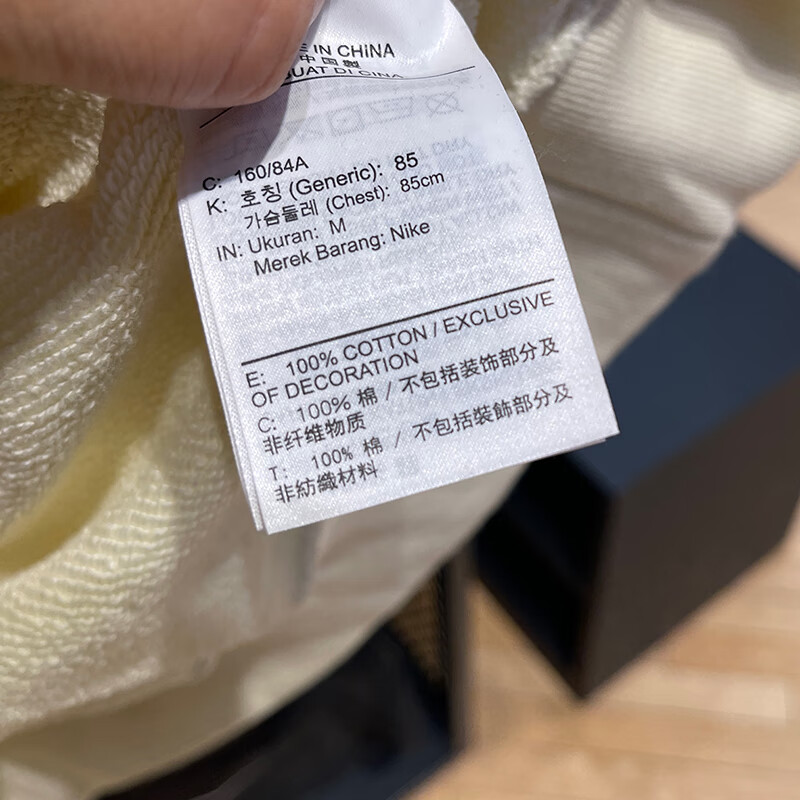 IN CHINA
中国製
BUAT DI CINA
C: 160/84A
K: 호칭 (Generic): 85
가슴둘레 (Chest): 85cm
IN: Ukuran: M
Merek Barang: Nike
E: 100% COTTON / EXCLUSIVE
OF DECORATION
C: 100% 棉 / 不包括装饰部分及
非纤维物质
T: 100% 棉 / 不包括裝飾部分及
非紡織材料